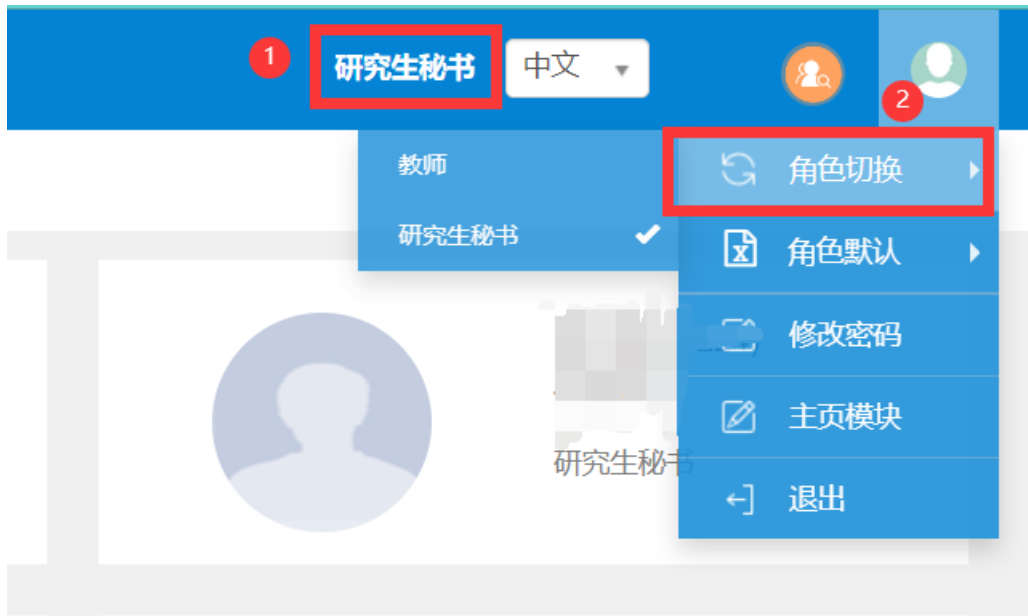 1
研究生秘书
中文
2
教师
角色切换
研究生秘书
角色默认
修改密码
主页模块
研究生秘书
退出